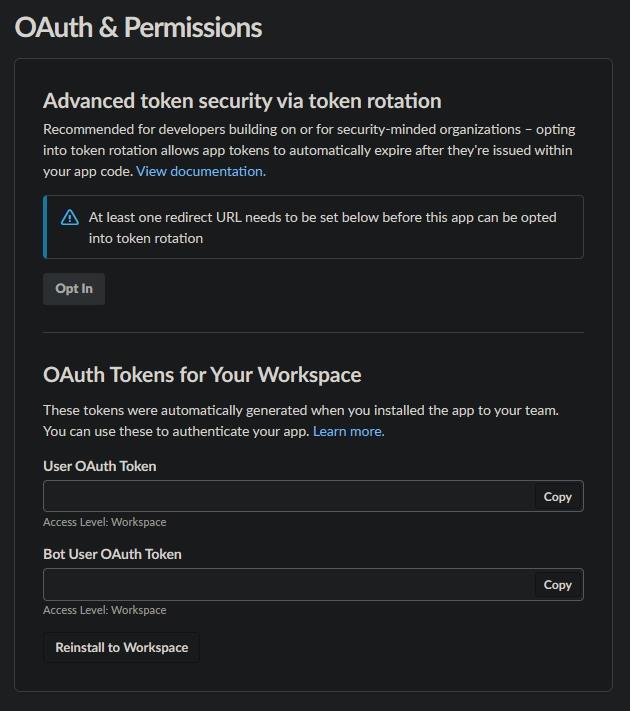 OAuth & Permissions
Advanced token security via token rotation
Recommended for developers building on or for security-minded organizations – opting
into token rotation allows app tokens to automatically expire after they're issued within
your app code. View documentation.
At least one redirect URL needs to be set below before this app can be opted
into token rotation
Opt In
OAuth Tokens for Your Workspace
These tokens were automatically generated when you installed the app to your team.
You can use these to authenticate your app. Learn more.
User OAuth Token
Copy
Access Level: Workspace
Bot User OAuth Token
Copy
Access Level: Workspace
Reinstall to Workspace